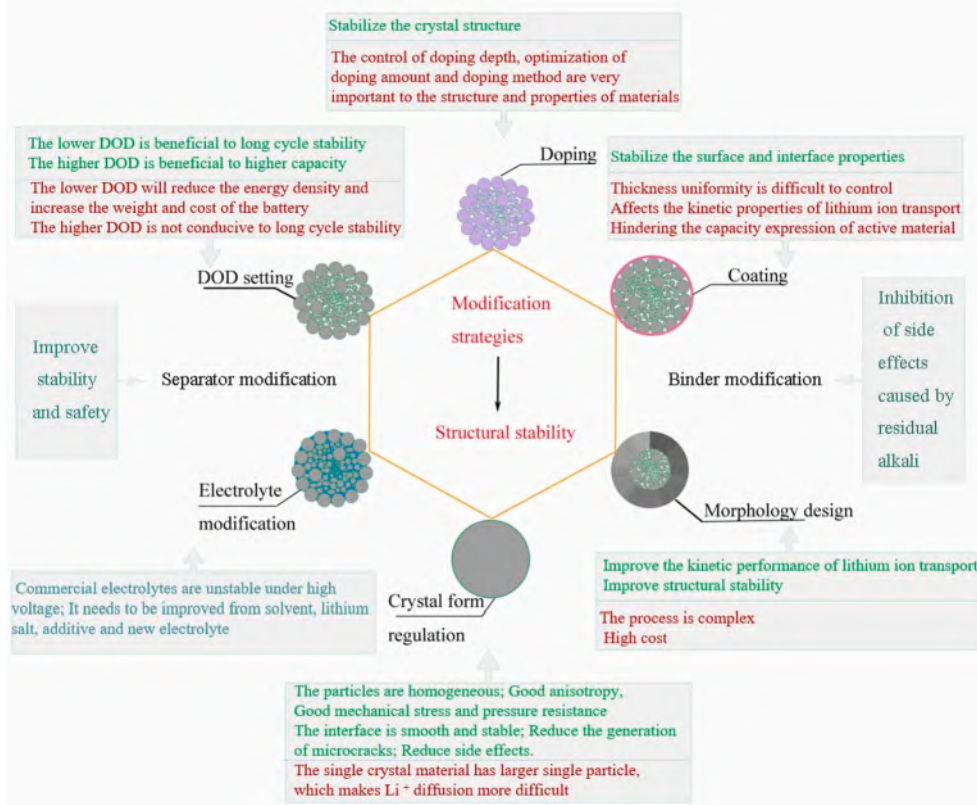 Stabilize the crystal structure
The control of doping depth, optimization of
doping amount and doping method are very
important to the structure and properties of materials
The lower DOD is beneficial to long cycle stability
The higher DOD is beneficial to higher capacity
The lower DOD will reduce the energy density and
increase the weight and cost of the battery
The higher DOD is not conducive to long cycle stability
Doping
Stabilize the surface and interface properties
Thickness uniformity is difficult to control
Affects the kinetic properties of lithium ion transport
Hindering the capacity expression of active material
DOD setting
Coating
Modification
strategies
Structural stability
Improve
stability
and safety
Separator modification
Binder modification
Inhibition
of side
effects
caused by
residual
alkali
Electrolyte
modification
Morphology design
Commercial electrolytes are unstable under high
voltage; It needs to be improved from solvent, lithium
salt, additive and new electrolyte
Crystal form
regulation
Improve the kinetic performance of lithium ion transport
Improve structural stability
The process is complex
High cost
The particles are homogeneous; Good anisotropy,
Good mechanical stress and pressure resistance
The interface is smooth and stable; Reduce the generation
of microcracks; Reduce side effects.
The single crystal material has larger single particle,
which makes Li⁺ diffusion more difficult